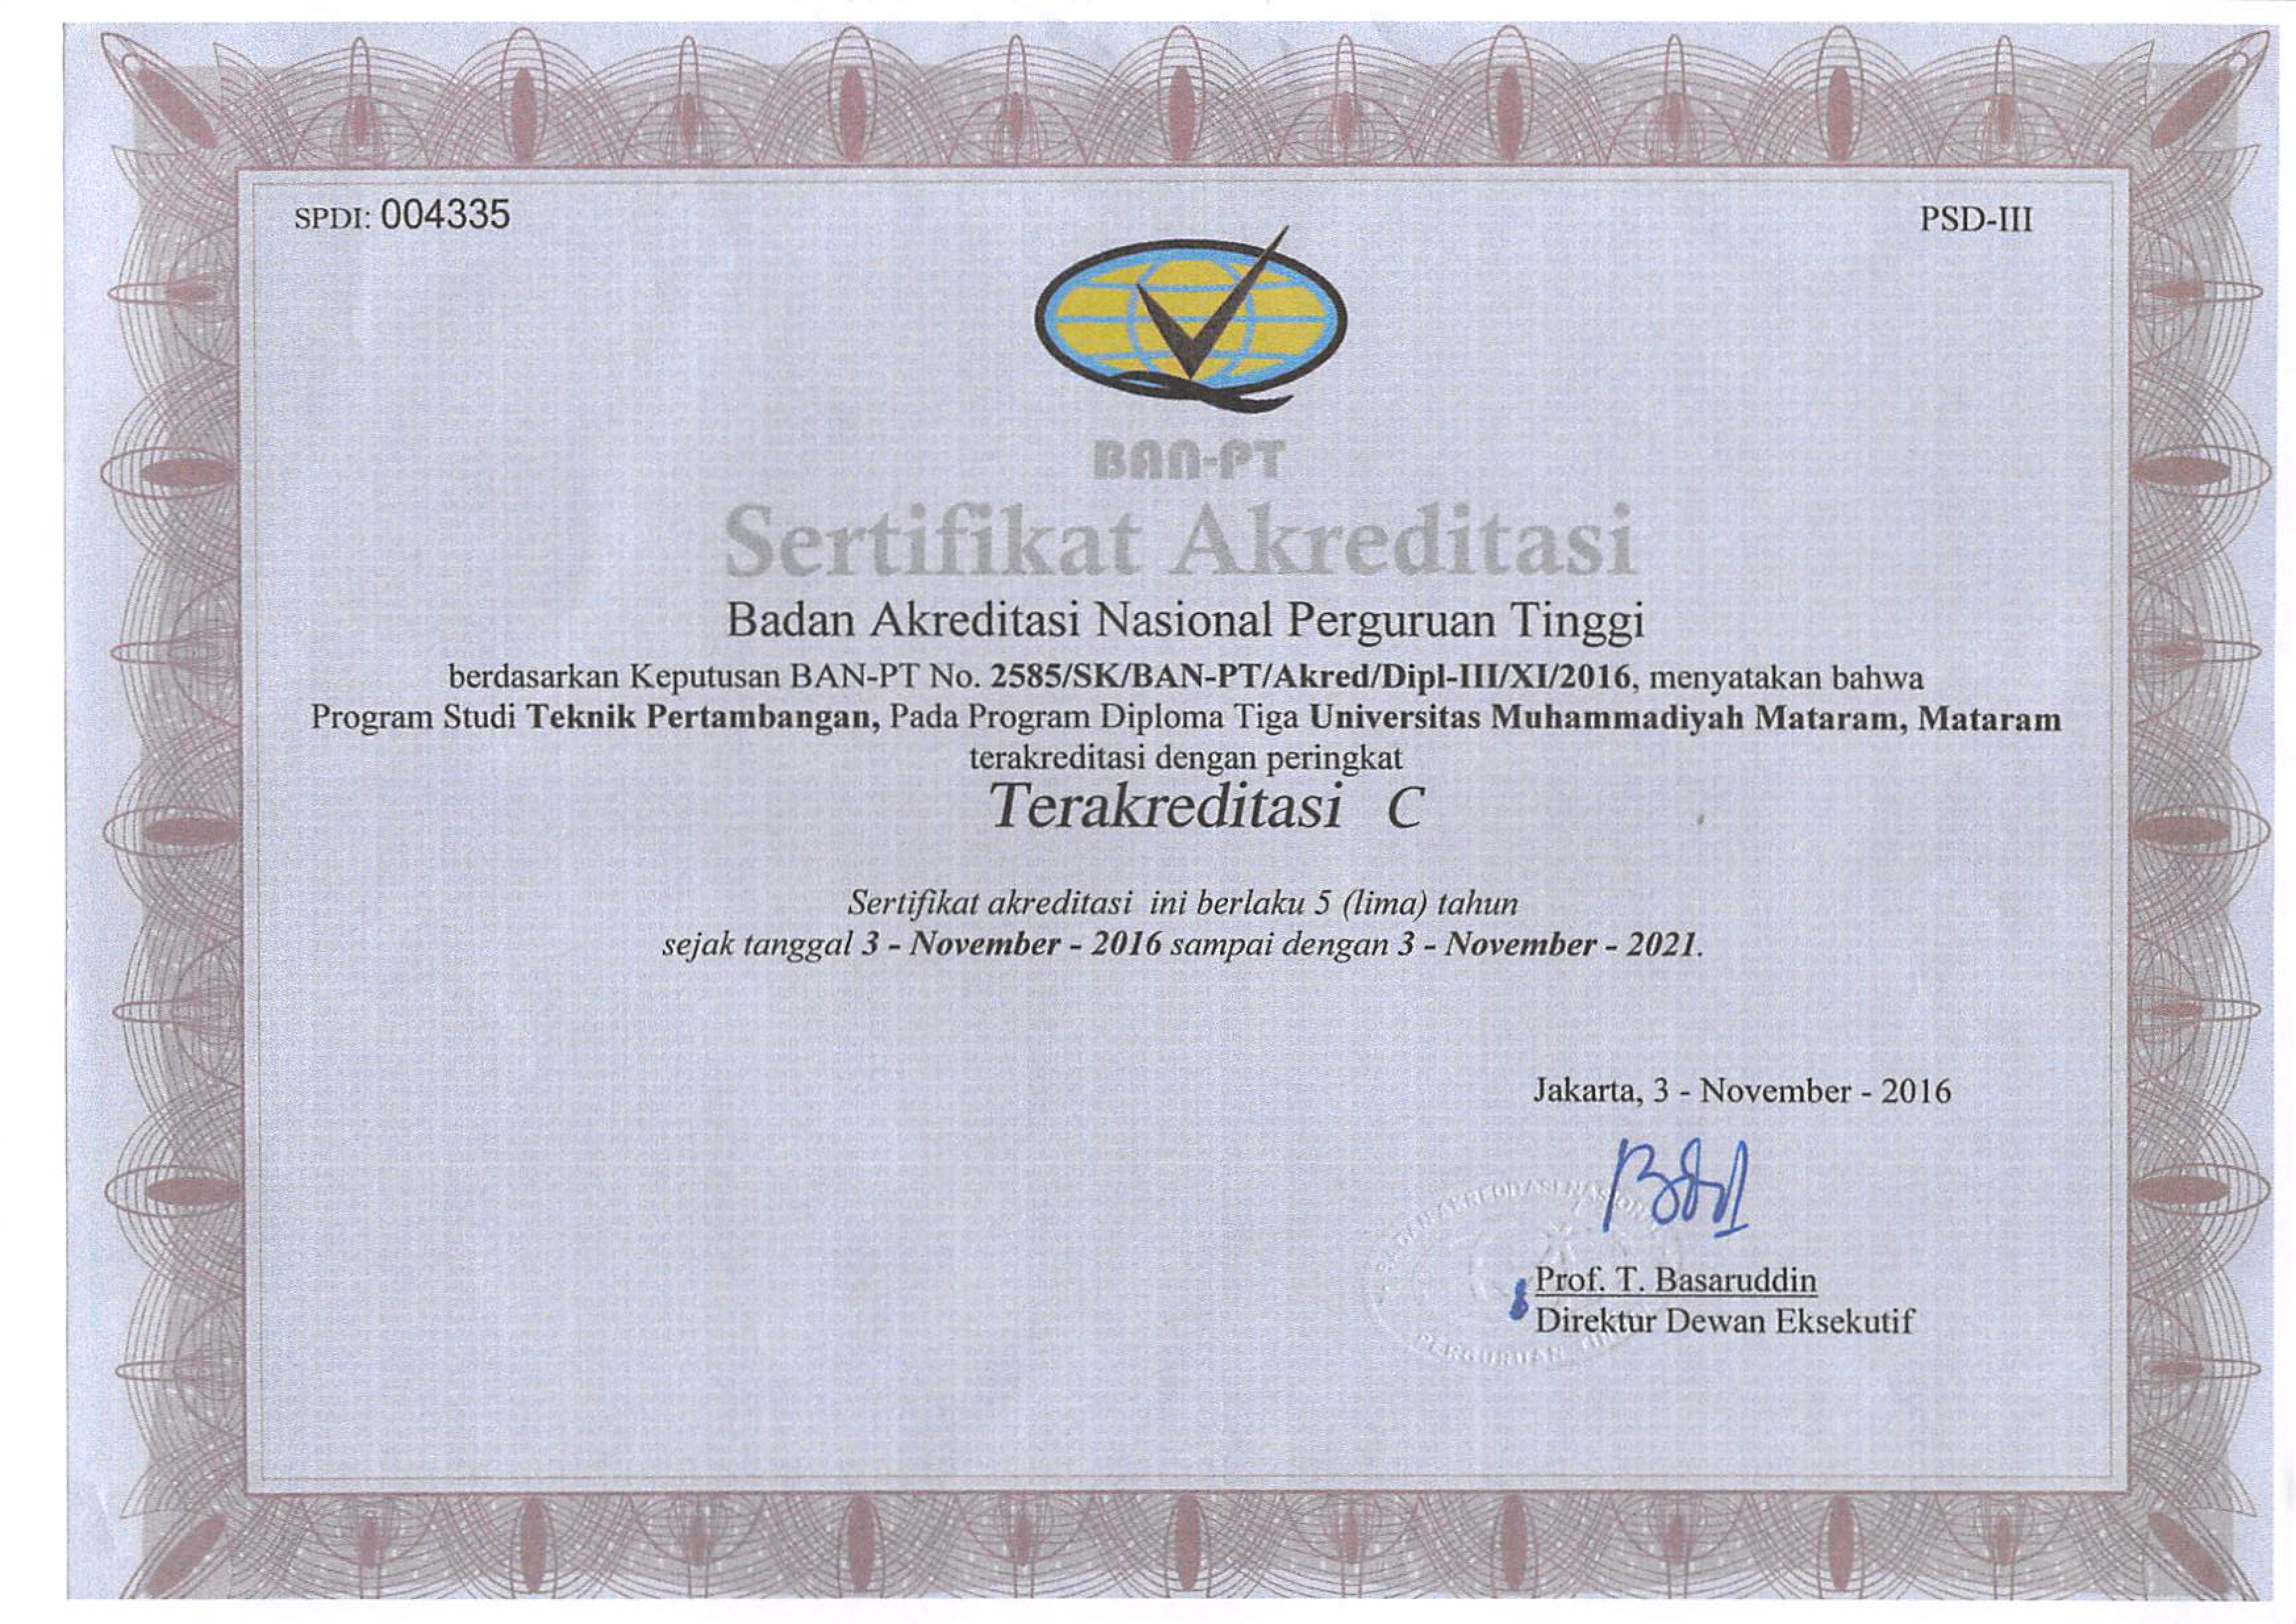 SPDI: 004335
PSD-III
BAN-PT
Sertifikat Akreditasi
Badan Akreditasi Nasional Perguruan Tinggi
berdasarkan Keputusan BAN-PT No. 2585/SK/BAN-PT/Akred/Dipl-III/XI/2016, menyatakan bahwa
Program Studi Teknik Pertambangan, Pada Program Diploma Tiga Universitas Muhammadiyah Mataram, Mataram
terakreditasi dengan peringkat
Terakreditasi C
Sertifikat akreditasi ini berlaku 5 (lima) tahun
sejak tanggal 3 - November - 2016 sampai dengan 3 - November - 2021.
Jakarta, 3 - November - 2016
Prof. T. Basaruddin
Direktur Dewan Eksekutif